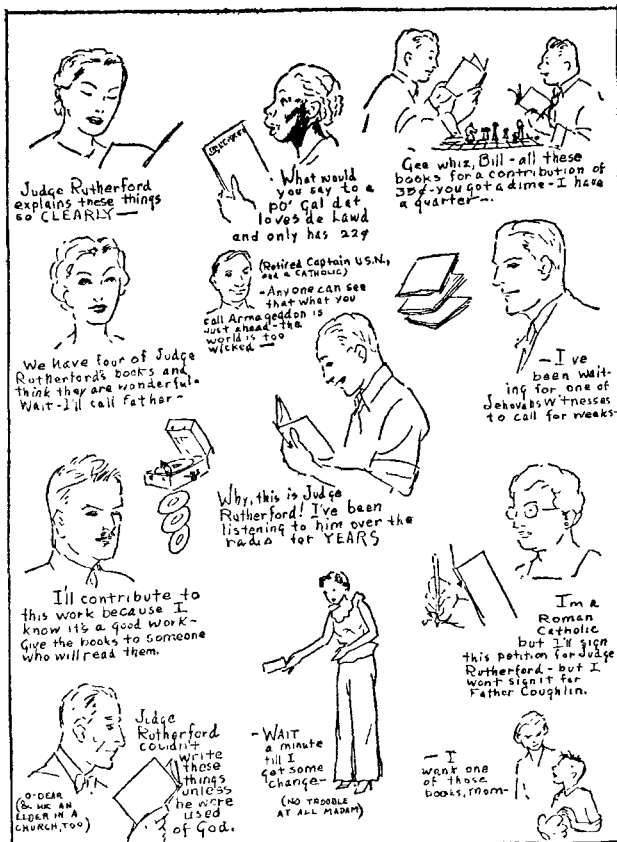 Judge Rutherford
explains these things
so CLEARLY—
What would
you say to a
po' gal dat
loves de Lawd
and only has 22¢
Gee whiz, Bill - all these
books for a contribution of
35¢ - you got a dime - I have
a quarter -
We have four of Judge
Rutherford's books and
think they are wonderful-
Wait - I'll call father -
(Retired Captain U.S.N.,
and a CATHOLIC)
- Anyone can see
that what you
call Armageddon is
just ahead - the
world is too
wicked -
- I've
been wait-
ing for one of
Jehovahs Witnesses
to call for weeks-
Why, this is Judge
Rutherford! I've been
listening to him over the
radio for YEARS
I'll contribute to
this work because I
know it's a good work-
Give the books to someone
who will read them.
I'm a
Roman
Catholic
but I'll sign
this petition for Judge
Rutherford - but I
wont sign it for
Father Coughlin.
Judge
Rutherford
couldn't
write
these
things
unless
he were
used
of God.
O-DEAR
(& HE AN
ELDER IN A
CHURCH, TOO)
- WAIT
a minute
till I
get some
change-
(NO TROUBLE
AT ALL MADAM)
- I
want one
of those
books, mom-